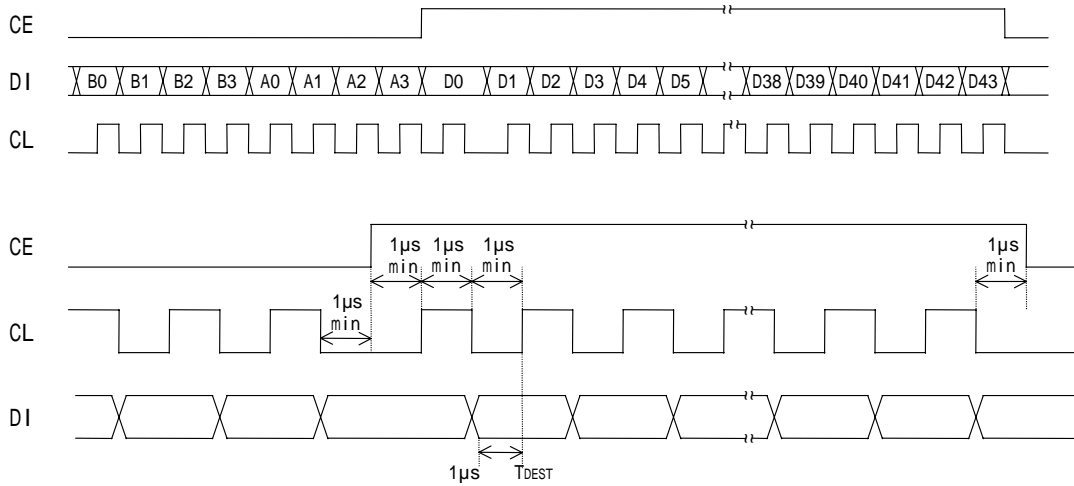 CE
DI B0 B1 B2 B3 A0 A1 A2 A3 D0 D1 D2 D3 D4 D5 D38 D39 D40 D41 D42 D43
CL
CE
1μs min 1μs min 1μs min 1μs min
1μs min
CL
DI
1μs TDEST